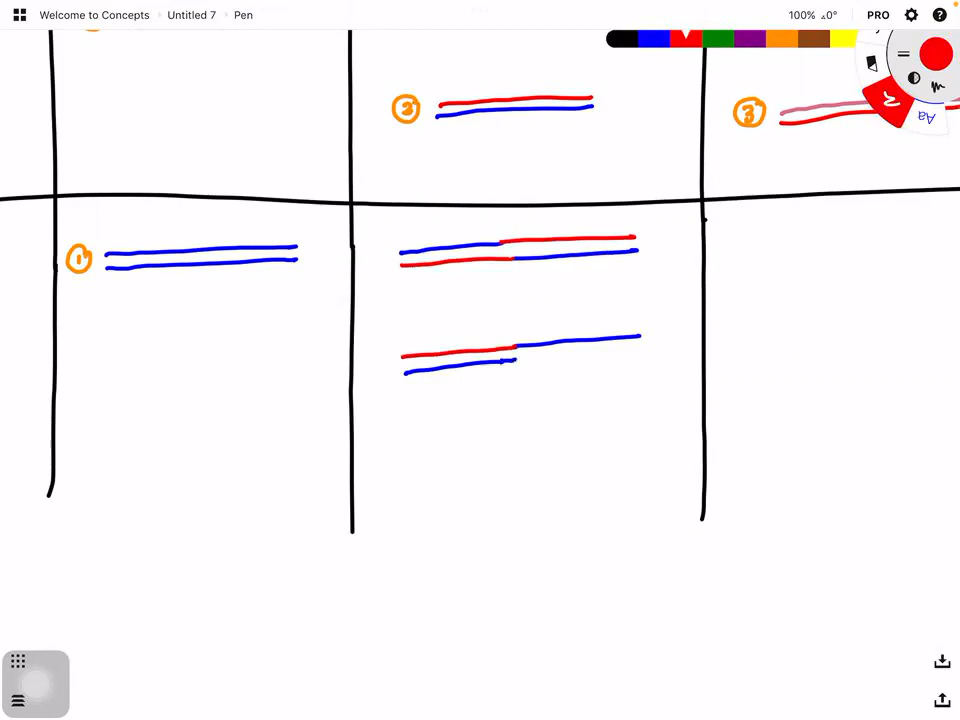 Welcome to Concepts › Untitled 7 › Pen
100% 0° PRO
②
③
Aa
①